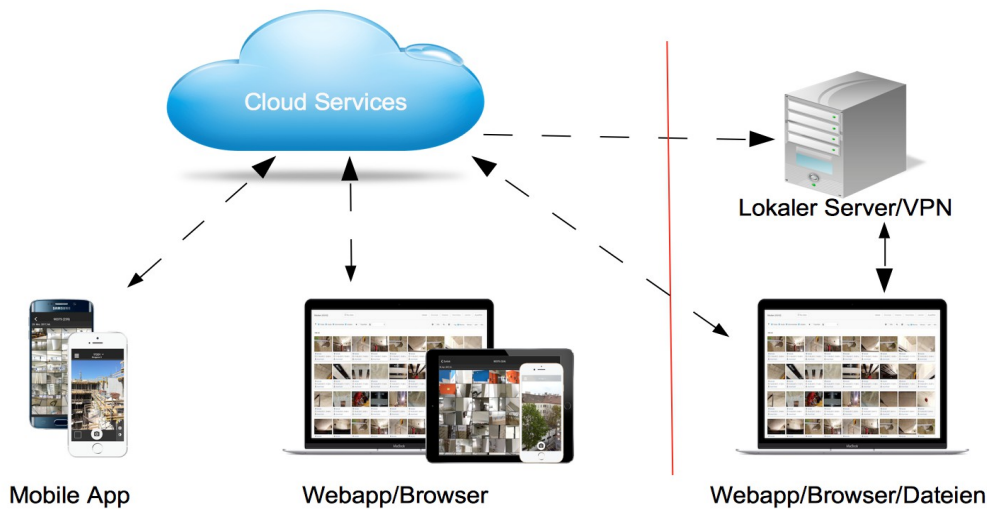 Cloud Services
Lokaler Server/VPN
Mobile App
Webapp/Browser
Webapp/Browser/Dateien